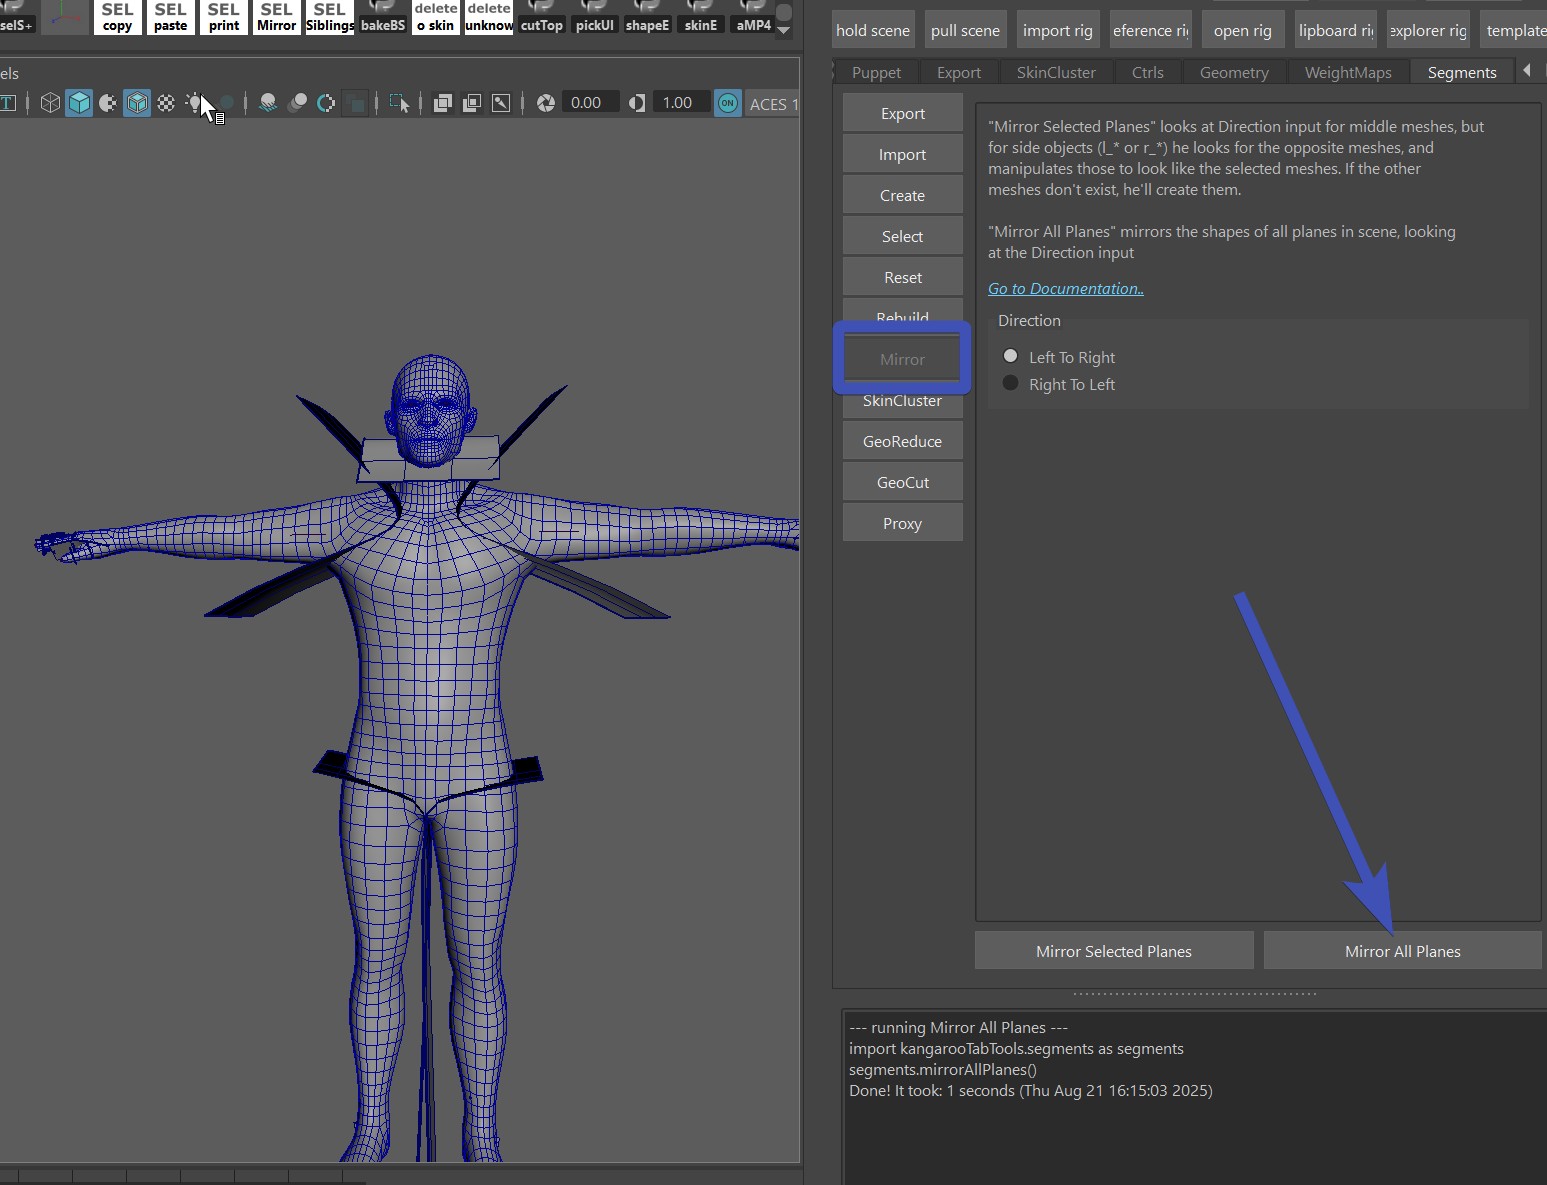 SEL SEL SEL SEL SEL delete delete
selS+ copy paste print Mirror Siblings bakeBS o skin unknow cutTop pickUI shapeE skinE aMP4
els
T 0.00 1.00 ON ACES 1
hold scene pull scene import rig eference ri open rig lipboard ri explorer rig template
Puppet Export SkinCluster Ctrls Geometry WeightMaps Segments
Export
Import
Create
Select
Reset
Rebuild
Mirror
SkinCluster
GeoReduce
GeoCut
Proxy
"Mirror Selected Planes" looks at Direction input for middle meshes, but
for side objects (l_* or r_*) he looks for the opposite meshes, and
manipulates those to look like the selected meshes. If the other
meshes don't exist, he'll create them.
"Mirror All Planes" mirrors the shapes of all planes in scene, looking
at the Direction input
Go to Documentation..
Direction
Left To Right
Right To Left
Mirror Selected Planes Mirror All Planes
--- running Mirror All Planes ---
import kangarooTabTools.segments as segments
segments.mirrorAllPlanes()
Done! It took: 1 seconds (Thu Aug 21 16:15:03 2025)